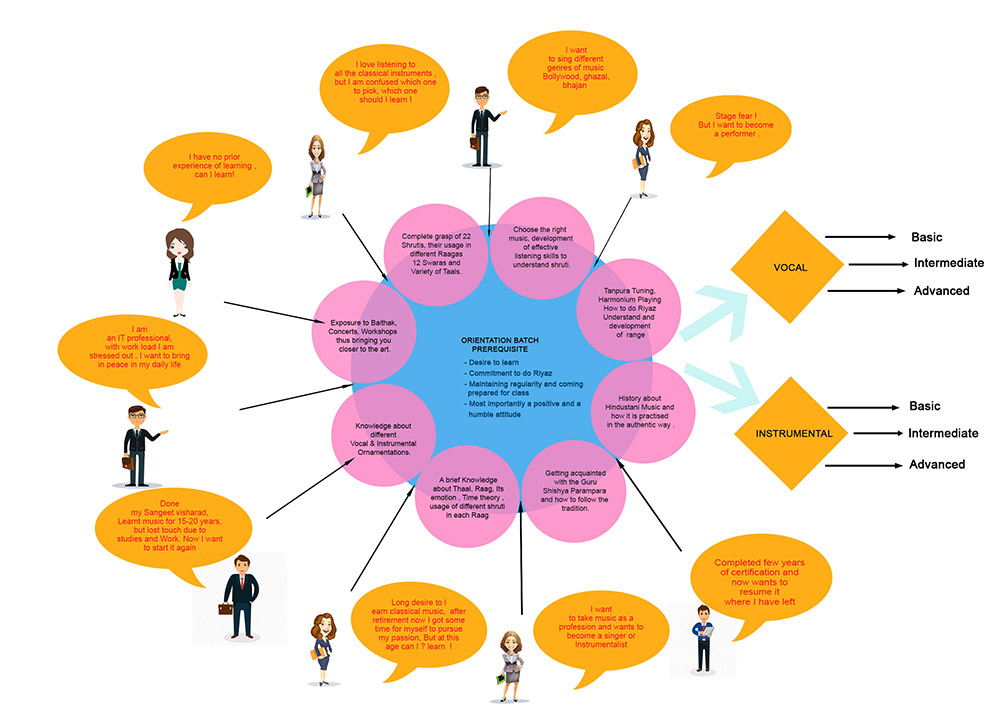 I love listening to
all the classical instruments ,
but I am confused which one
to pick, which one
should I learn !
I want
to sing different
genres of music
Bollywood, ghazal,
bhajan
Stage fear !
But I want to become
a performer .
I have no prior
experience of learning ,
can I learn!
Complete grasp of 22
Shrutis, their usage in
different Raagas
12 Swaras and
Variety of Taals.
Choose the right
music, development
of effective
listening skills to
understand shruti.
Tanpura Tuning,
Harmonium Playing
How to do Riyaz
Understand and
development
of range
Exposure to Baithak,
Concerts, Workshops
thus bringing you
closer to the art.
ORIENTATION BATCH
PREREQUISITE
- Desire to learn
- Commitment to do Riyaz
- Maintaining regularity and coming
prepared for class
- Most importantly a positive and a
humble attitude
VOCAL
Basic
Intermediate
Advanced
I am
an IT professional,
with work load I am
stressed out . I want to bring
in peace in my daily life
Knowledge about
different
Vocal & Instrumental
Ornamentations.
History about
Hindustani Music and
how it is practised
in the authentic way .
INSTRUMENTAL
Basic
Intermediate
Advanced
A brief Knowledge
about Thaal, Raag, Its
emotion , Time theory ,
usage of different shruti
in each Raag
Getting acquainted
with the Guru
Shishya Parampara
and how to follow the
tradition.
Done
my Sangeet visharad,
Learnt music for 15-20 years,
but lost touch due to
studies and Work. Now I want
to start it again
Long desire to l
earn classical music, after
retirement now I got some
time for myself to pursue
my passion, But at this
age can I ? learn !
I want
to take music as a
profession and wants to
become a singer or
Instrumentalist
Completed few years
of certification and
now wants to
resume it
where I have left